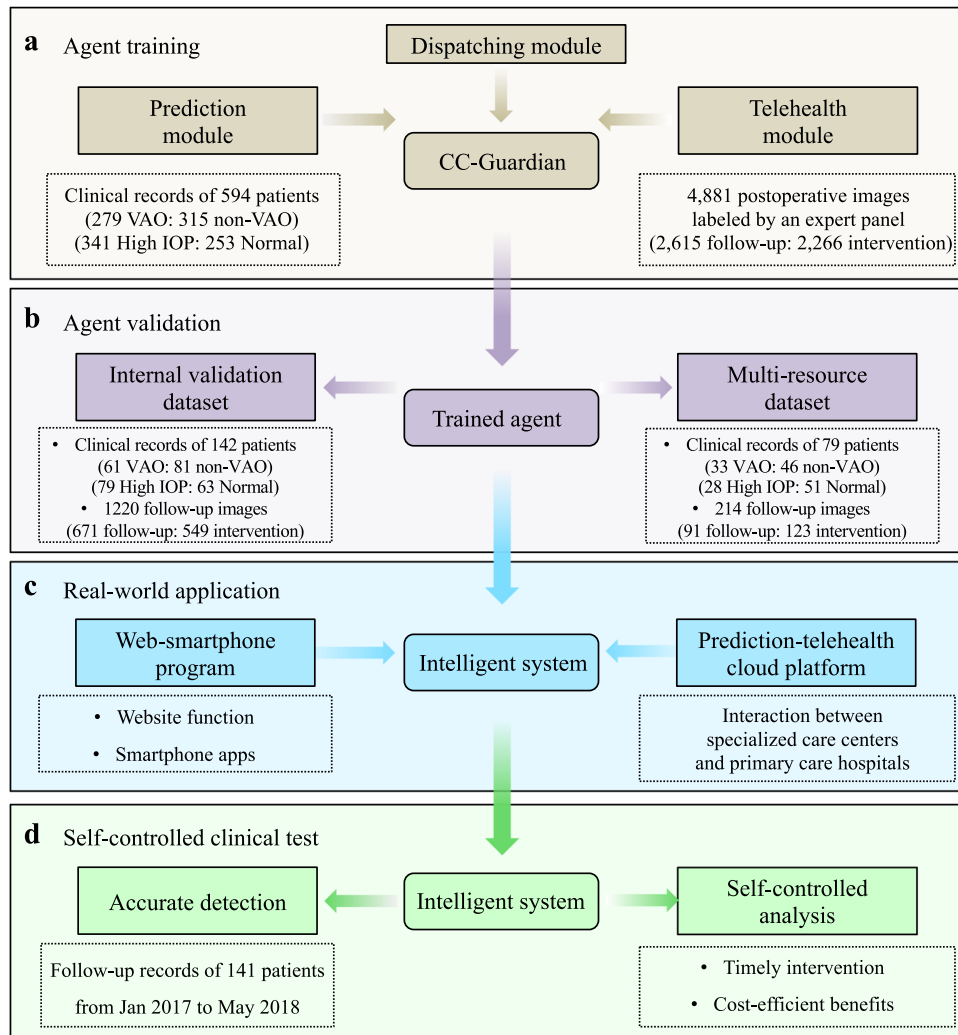 a Agent training
Dispatching module
Prediction
module
Telehealth
module
CC-Guardian
Clinical records of 594 patients
(279 VAO: 315 non-VAO)
(341 High IOP: 253 Normal)
4,881 postoperative images
labeled by an expert panel
(2,615 follow-up: 2,266 intervention)
b Agent validation
Internal validation
dataset
Trained agent
Multi-resource
dataset
• Clinical records of 142 patients
(61 VAO: 81 non-VAO)
(79 High IOP: 63 Normal)
• 1220 follow-up images
(671 follow-up: 549 intervention)
• Clinical records of 79 patients
(33 VAO: 46 non-VAO)
(28 High IOP: 51 Normal)
• 214 follow-up images
(91 follow-up: 123 intervention)
c Real-world application
Web-smartphone
program
Intelligent system
Prediction-telehealth
cloud platform
• Website function
• Smartphone apps
Interaction between
specialized care centers
and primary care hospitals
d Self-controlled clinical test
Accurate detection
Intelligent system
Self-controlled
analysis
Follow-up records of 141 patients
from Jan 2017 to May 2018
• Timely intervention
• Cost-efficient benefits